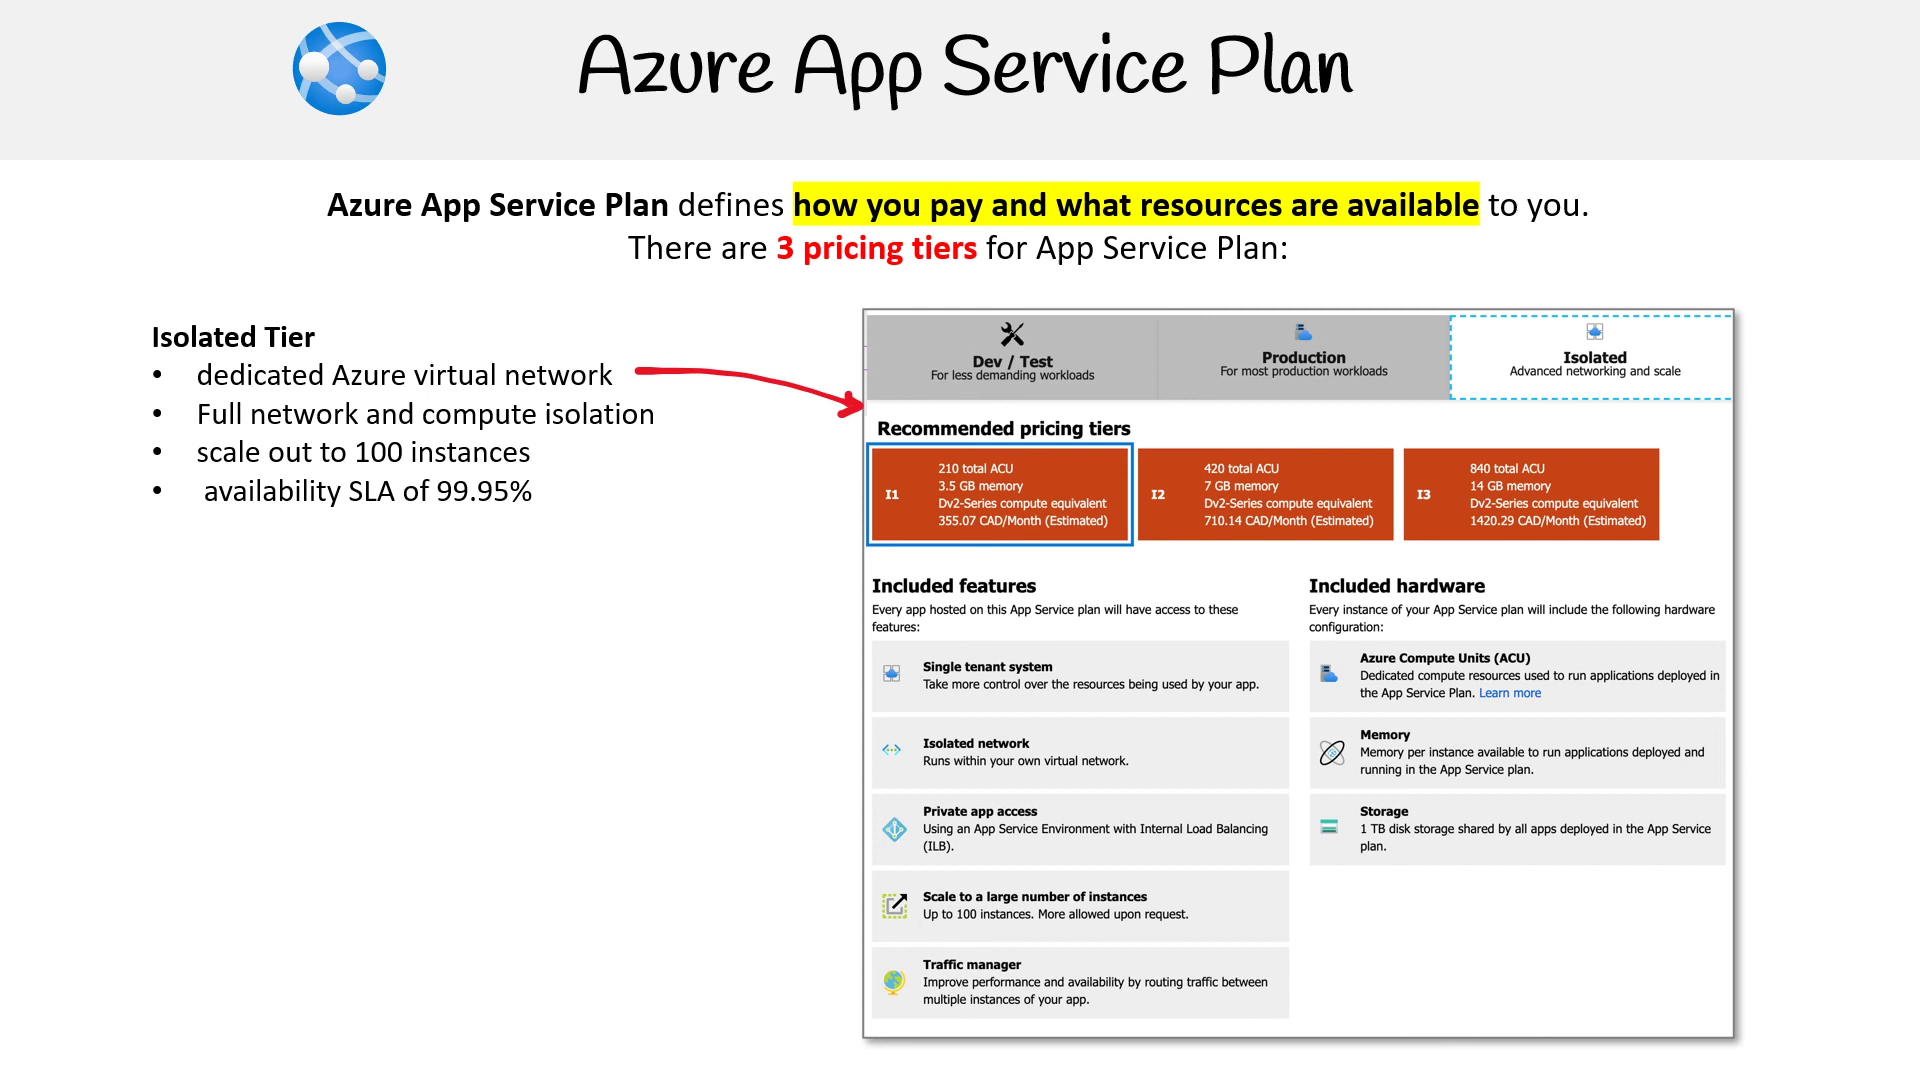 Azure App Service Plan
Azure App Service Plan defines how you pay and what resources are available to you.
There are 3 pricing tiers for App Service Plan:
Isolated Tier
• dedicated Azure virtual network
• Full network and compute isolation
• scale out to 100 instances
• availability SLA of 99.95%
Dev / Test
For less demanding workloads
Production
For most production workloads
Isolated
Advanced networking and scale
Recommended pricing tiers
I1
210 total ACU
3.5 GB memory
Dv2-Series compute equivalent
355.07 CAD/Month (Estimated)
I2
420 total ACU
7 GB memory
Dv2-Series compute equivalent
710.14 CAD/Month (Estimated)
I3
840 total ACU
14 GB memory
Dv2-Series compute equivalent
1420.29 CAD/Month (Estimated)
Included features
Every app hosted on this App Service plan will have access to these
features:
Single tenant system
Take more control over the resources being used by your app.
Isolated network
Runs within your own virtual network.
Private app access
Using an App Service Environment with Internal Load Balancing
(ILB).
Scale to a large number of instances
Up to 100 instances. More allowed upon request.
Traffic manager
Improve performance and availability by routing traffic between
multiple instances of your app.
Included hardware
Every instance of your App Service plan will include the following hardware
configuration:
Azure Compute Units (ACU)
Dedicated compute resources used to run applications deployed in
the App Service Plan. Learn more
Memory
Memory per instance available to run applications deployed and
running in the App Service plan.
Storage
1 TB disk storage shared by all apps deployed in the App Service
plan.